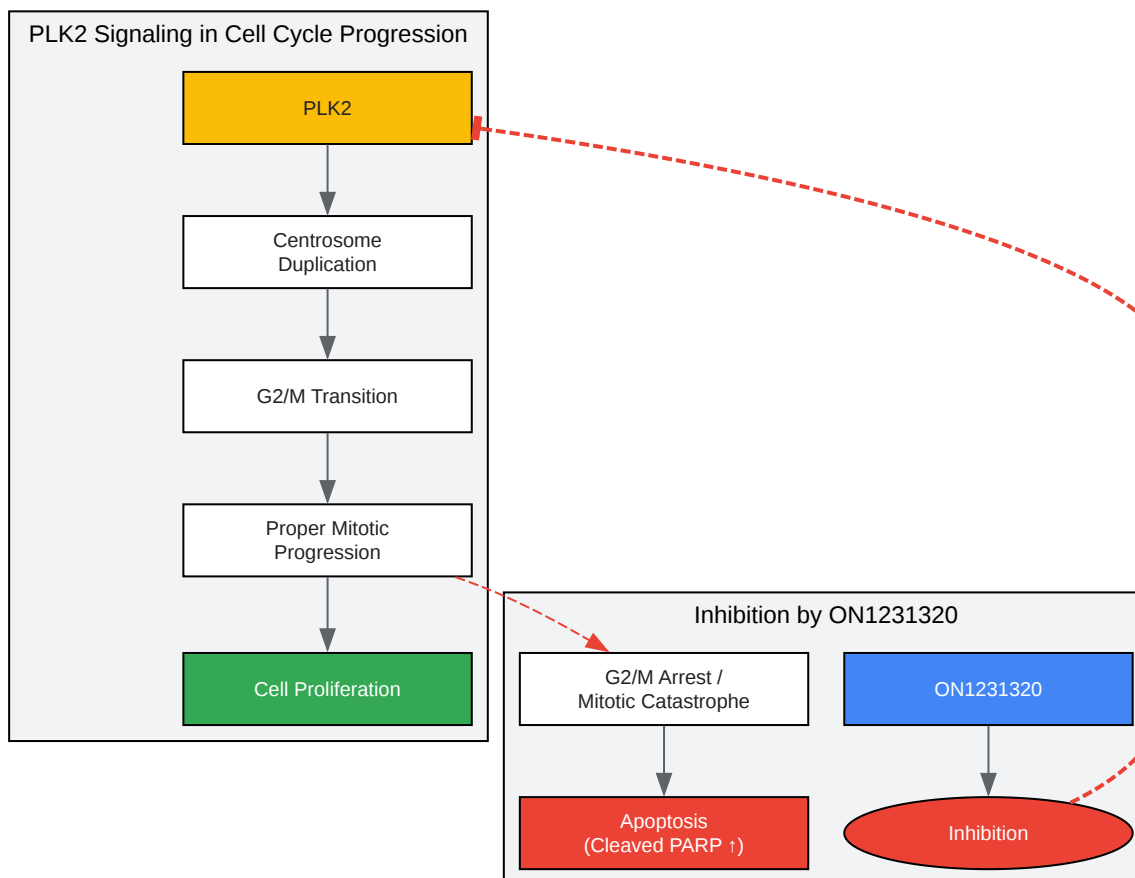 PLK2 Signaling in Cell Cycle Progression
PLK2
Centrosome
Duplication
G2/M Transition
Proper Mitotic
Progression
Cell Proliferation
Inhibition by ON1231320
G2/M Arrest /
Mitotic Catastrophe
ON1231320
Apoptosis
(Cleaved PARP ↑)
Inhibition